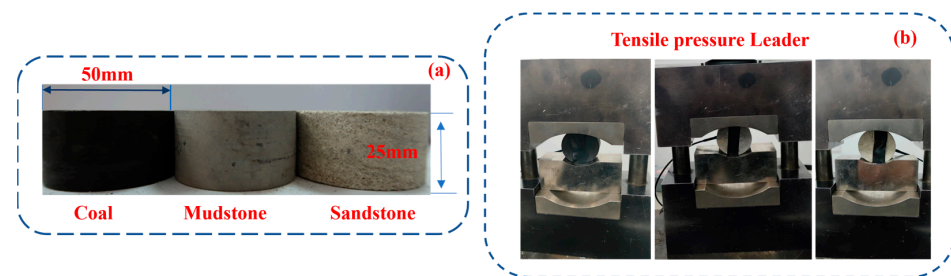 (a)
50mm
25mm
Coal
Mudstone
Sandstone
Tensile pressure Leader
(b)